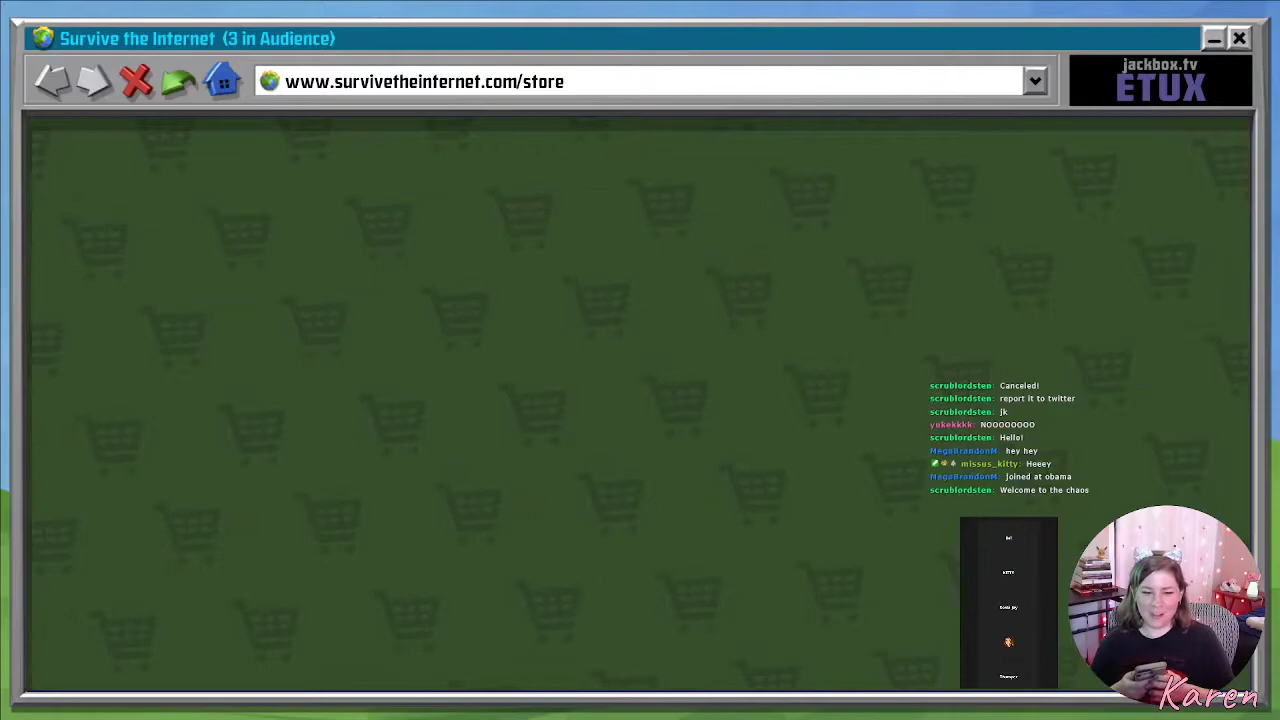 Survive the Internet (3 in Audience)
www.survivetheinternet.com/store
jackbox.tv
ETUX
scrublordsten: Canceled!
scrublordsten: report it to twitter
scrublordsten: jk
yukekkkk: NOOOOOOOO
scrublordsten: Hello!
MegaBrandonM: hey hey
missus_kitty: Heeey
MegaBrandonM: Joined at obama
scrublordsten: Welcome to the chaos
KITTY
Karen